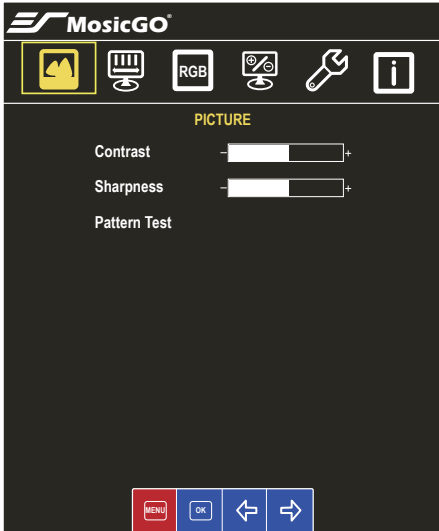 MosicGO®
RGB
i
PICTURE
Contrast - +
Sharpness - +
Pattern Test
MENU OK